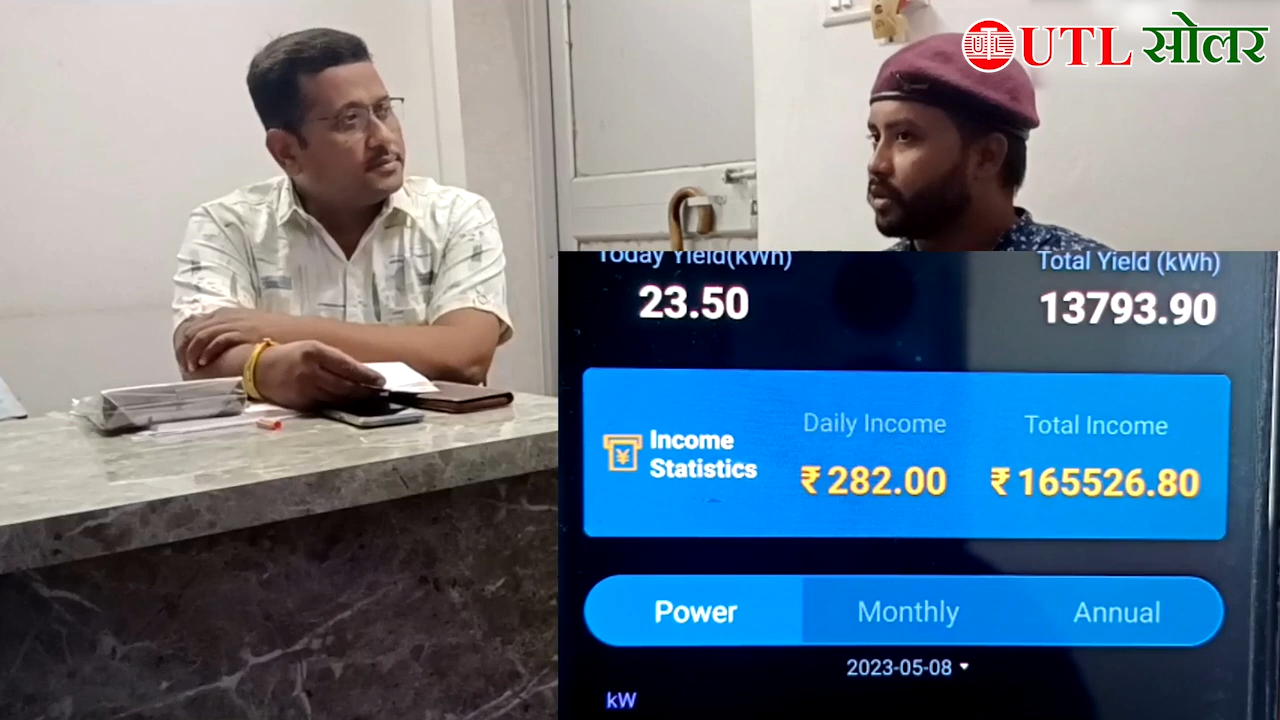 UTL सोलर
UTL
Today Yield(kWh)
Total Yield (kWh)
23.50
13793.90
Income
Statistics
Daily Income
Total Income
¥
₹ 282.00
₹ 165526.80
Power
Monthly
Annual
2023-05-08
kW